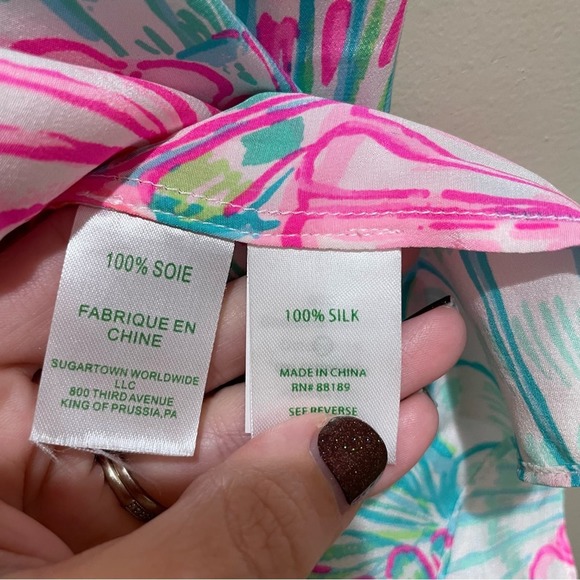 100% SOIE
FABRIQUE EN
CHINE
SUGARTOWN WORLDWIDE
LLC
800 THIRD AVENUE
KING OF PRUSSIA,PA
100% SILK
MADE IN CHINA
RN# 88189
SEE REVERSE